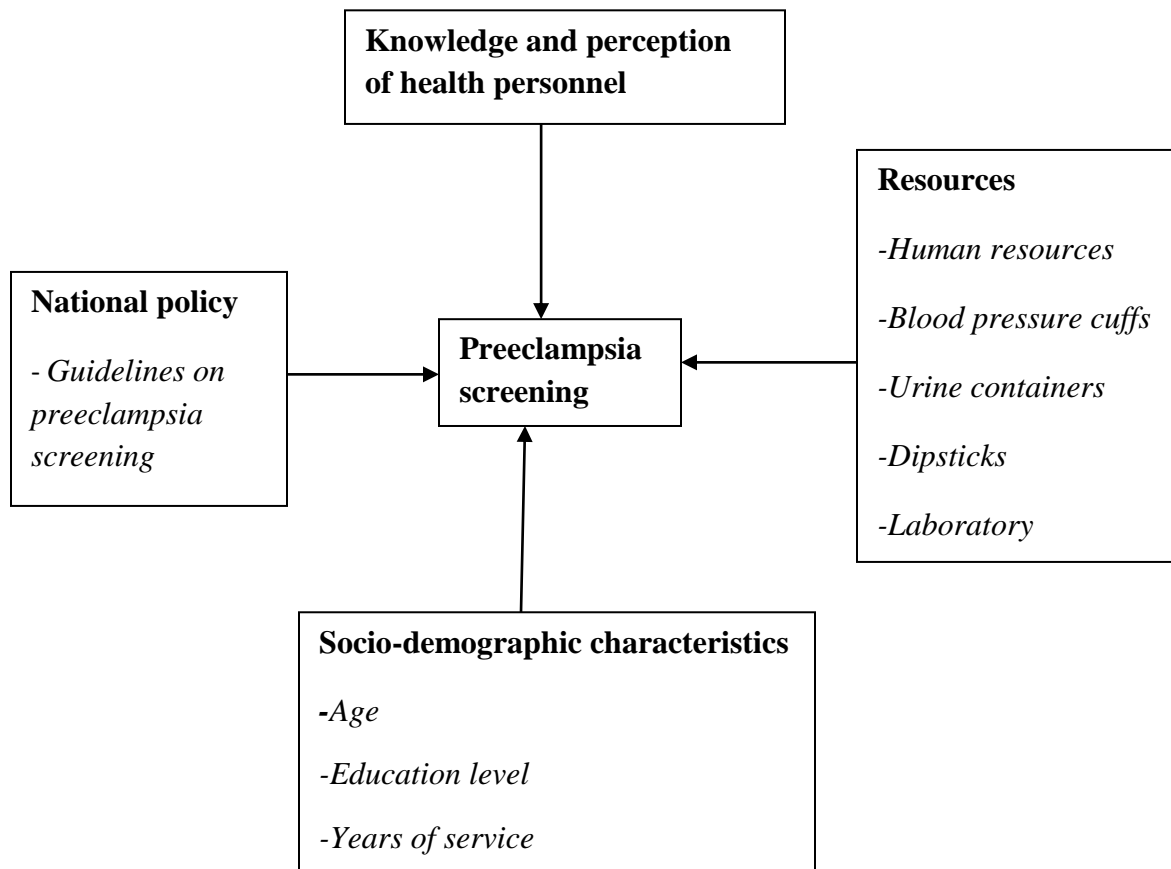 Knowledge and perception
of health personnel
Resources
-Human resources
-Blood pressure cuffs
-Urine containers
-Dipsticks
-Laboratory
National policy
- Guidelines on
preeclampsia
screening
Preeclampsia
screening
Socio-demographic characteristics
-Age
-Education level
-Years of service